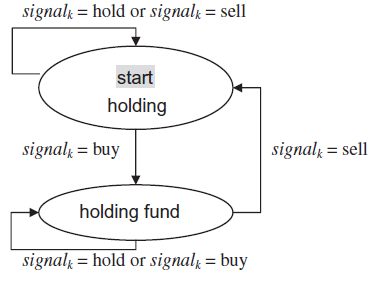 signalₖ = hold or signalₖ = sell
start
holding
signalₖ = buy
signalₖ = sell
holding fund
signalₖ = hold or signalₖ = buy